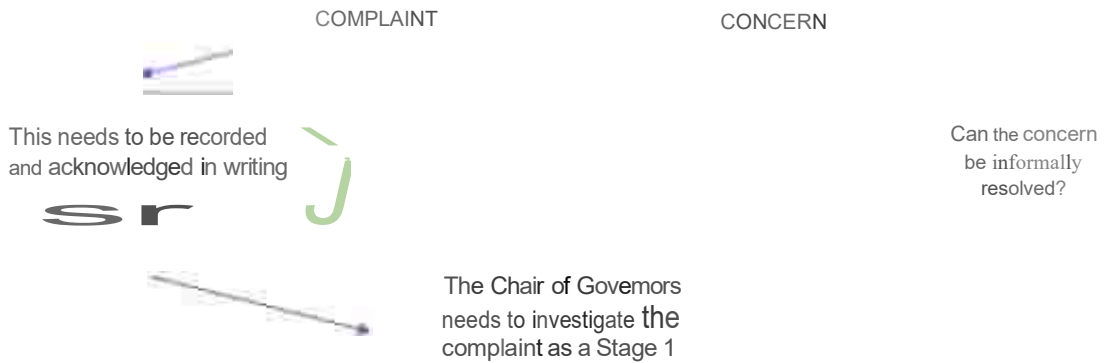 COMPLAINT
CONCERN
This needs to be recorded
and acknowledged in writing
Can the concern
be informally
resolved?
sr
J
The Chair of Govemors
needs to investigate the
complaint as a Stage 1